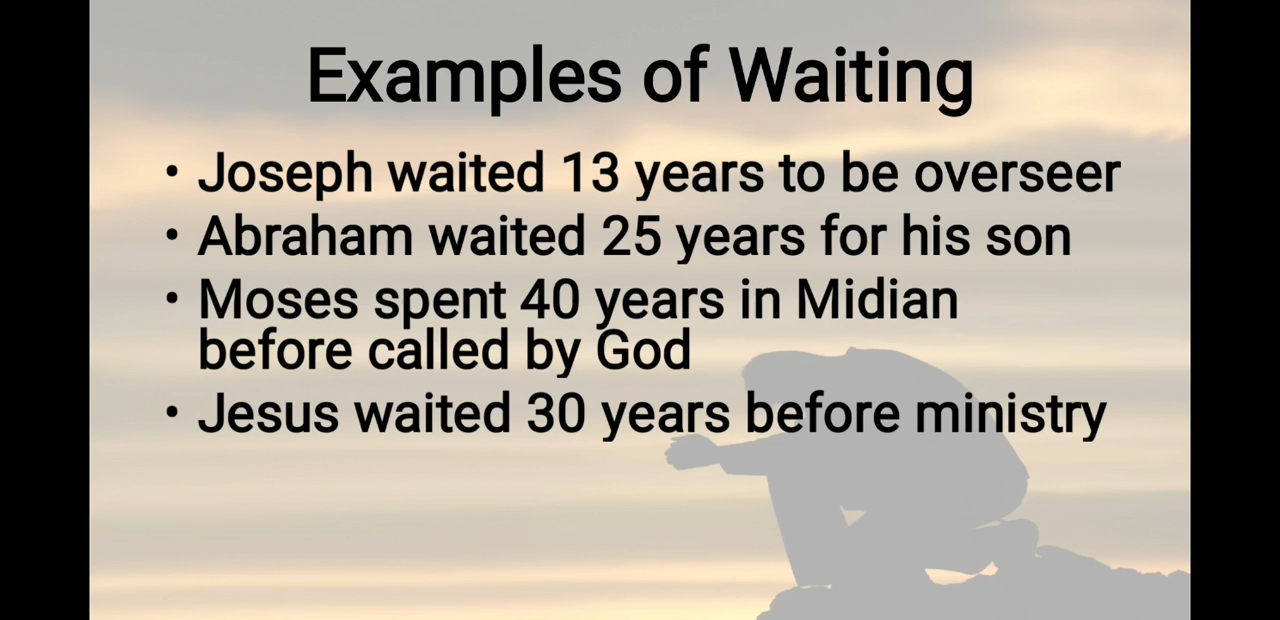 Examples of Waiting
• Joseph waited 13 years to be overseer
• Abraham waited 25 years for his son
• Moses spent 40 years in Midian
before called by God
• Jesus waited 30 years before ministry